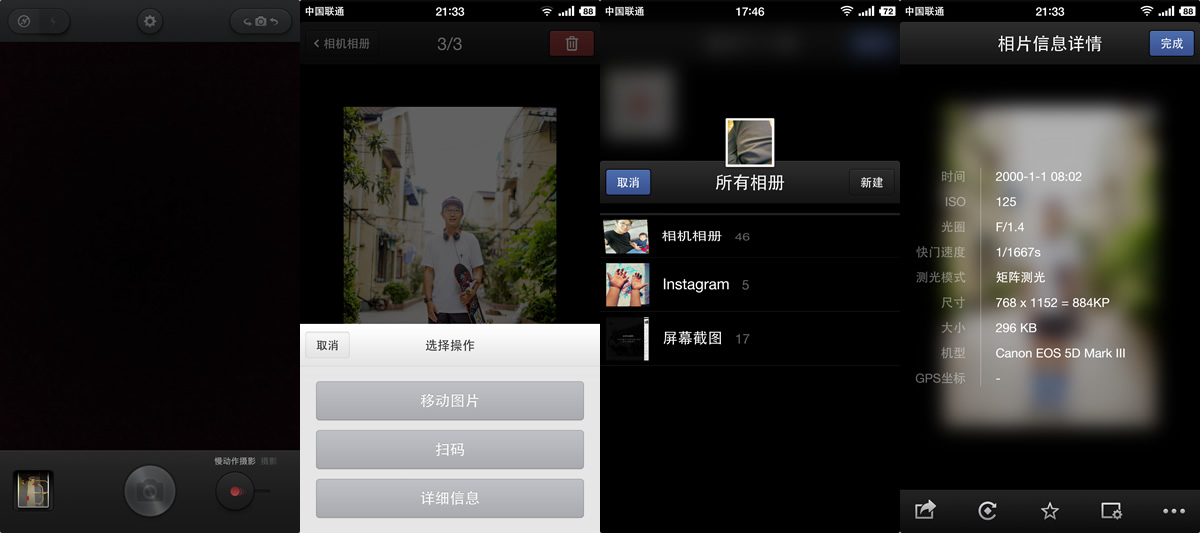 慢动作摄影 摄影
中国联通 21:33 88
相机相册 3/3
取消 选择操作
移动图片
扫码
详细信息
中国联通 17:46 72
取消 所有相册 新建
相机相册 46
Instagram 5
屏幕截图 17
中国联通 21:33 88
相片信息详情 完成
时间 2000-1-1 08:02
ISO 125
光圈 F/1.4
快门速度 1/1667s
测光模式 矩阵测光
尺寸 768 x 1152 = 884KP
大小 296 KB
机型 Canon EOS 5D Mark III
GPS坐标 -